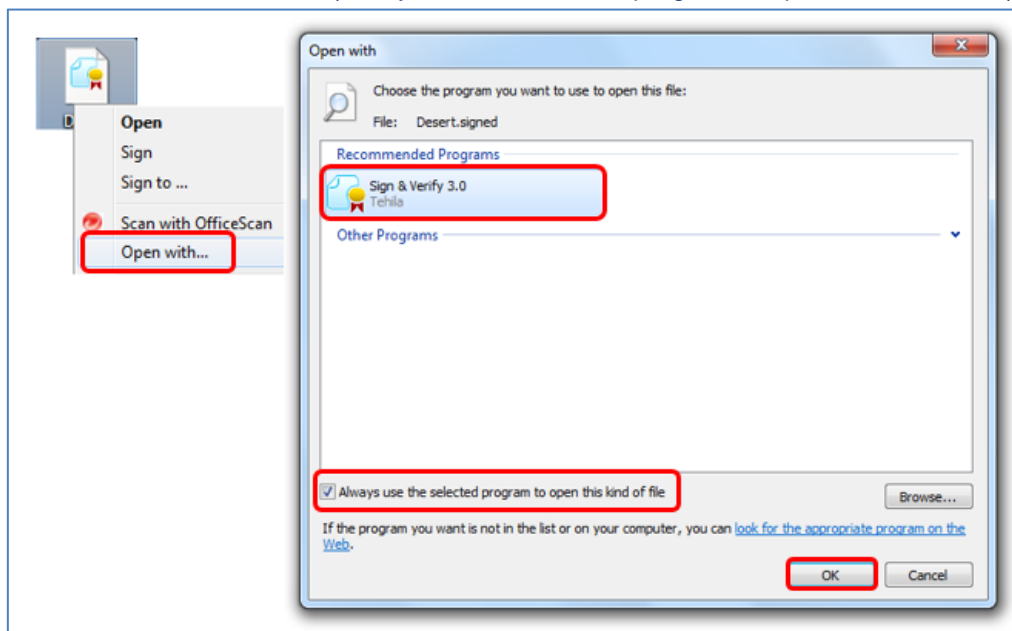 Open
Sign
Sign to ...
Scan with OfficeScan
Open with...
Open with
Choose the program you want to use to open this file:
File: Desert.signed
Recommended Programs
Sign & Verify 3.0
Tehila
Other Programs
Always use the selected program to open this kind of file
Browse...
If the program you want is not in the list or on your computer, you can look for the appropriate program on the
Web.
OK
Cancel